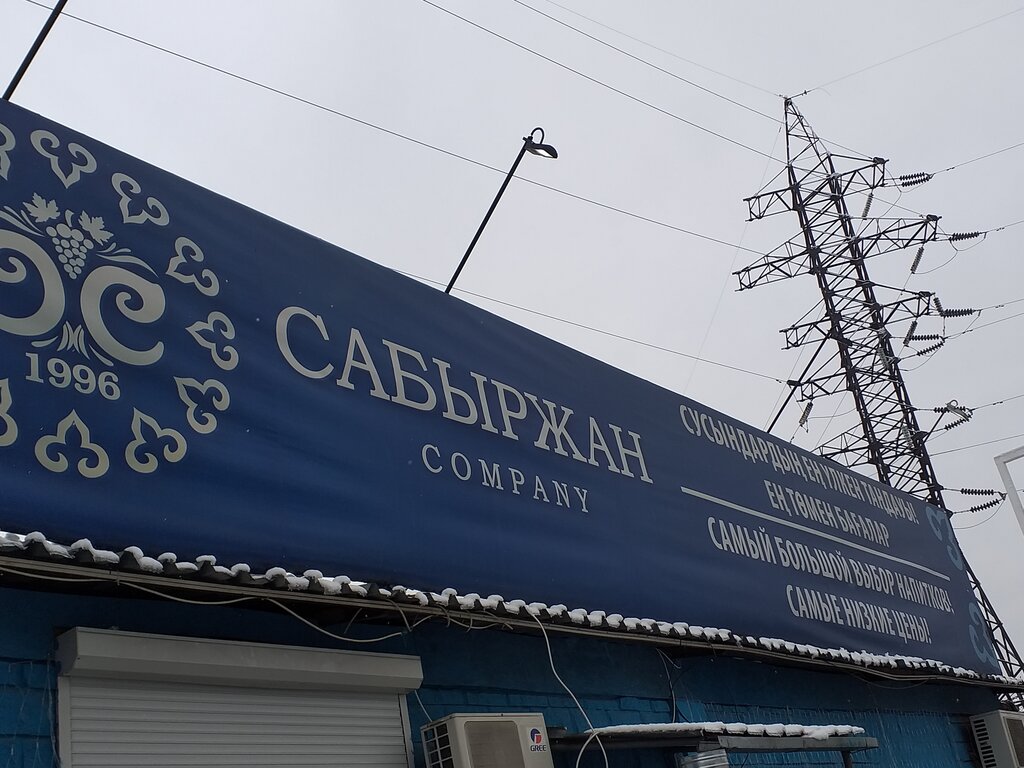 1996
САБЫРЖАН
COMPANY
СУСЫНДАРДЫҢ ЕҢ ҮЛКЕН ТАҢДАУЫ!
ЕҢ ТӨМЕН БАҒАЛАР
САМЫЙ БОЛЬШОЙ ВЫБОР НАПИТКОВ!
САМЫЕ НИЗКИЕ ЦЕНЫ!
GREE